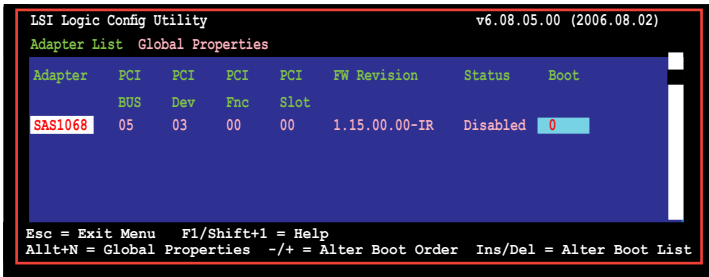 LSI Logic Config Utility v6.08.05.00 (2006.08.02)
Adapter List Global Properties
Adapter PCI PCI PCI PCI FW Revision Status Boot
BUS Dev Fnc Slot
SAS1068 05 03 00 00 1.15.00.00-IR Disabled 0
Esc = Exit Menu F1/Shift+1 = Help
Allt+N = Global Properties -/+ = Alter Boot Order Ins/Del = Alter Boot List